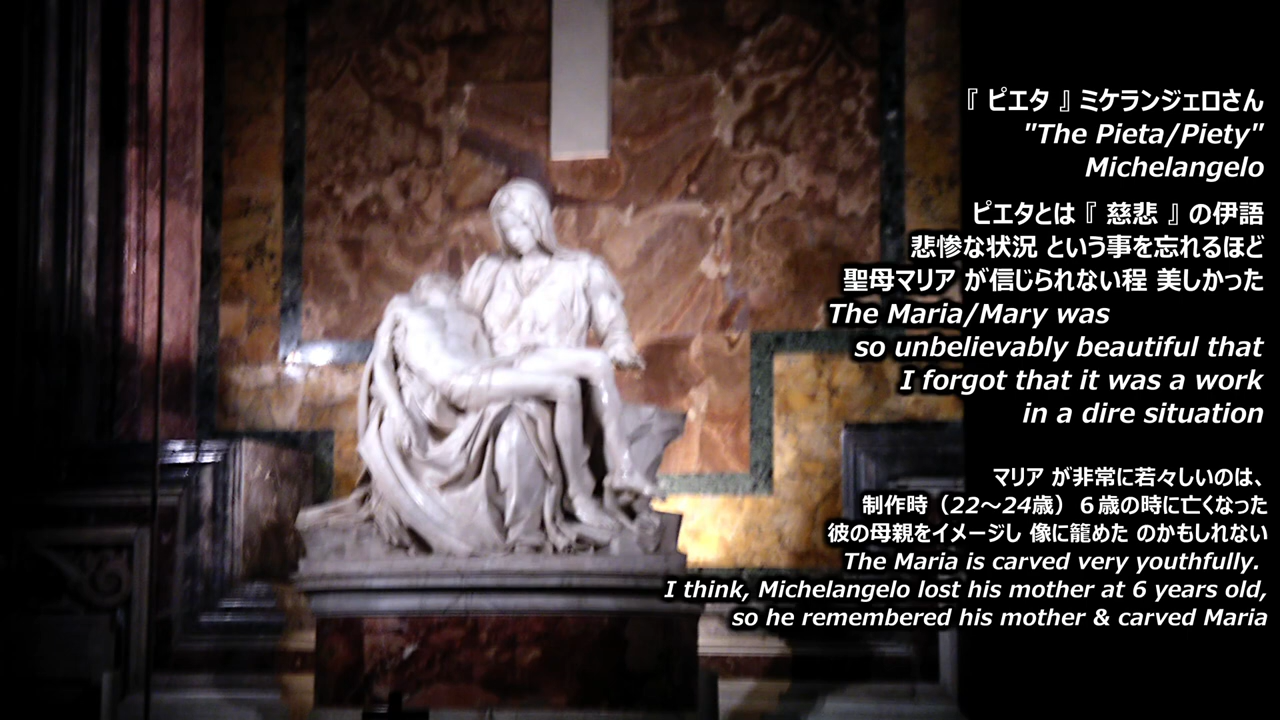 『 ピエタ 』 ミケランジェロさん
"The Pieta/Piety"
Michelangelo
ピエタとは 『 慈悲 』 の伊語
悲惨な状況 という事を忘れるほど
聖母マリア が信じられない程 美しかった
The Maria/Mary was
so unbelievably beautiful that
I forgot that it was a work
in a dire situation
マリア が非常に若々しいのは、
制作時（22～24歳）６歳の時に亡くなった
彼の母親をイメージし 像に籠めた のかもしれない
The Maria is carved very youthfully.
I think, Michelangelo lost his mother at 6 years old,
so he remembered his mother & carved Maria